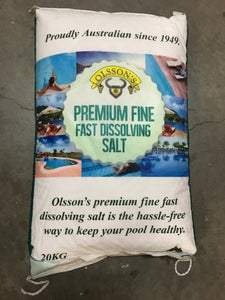 Proudly Australian since 1949.
OLSSON'S
PREMIUM FINE
FAST DISSOLVING
SALT
Olsson's premium fine fast
dissolving salt is the hassle-free
way to keep your pool healthy.
20KG